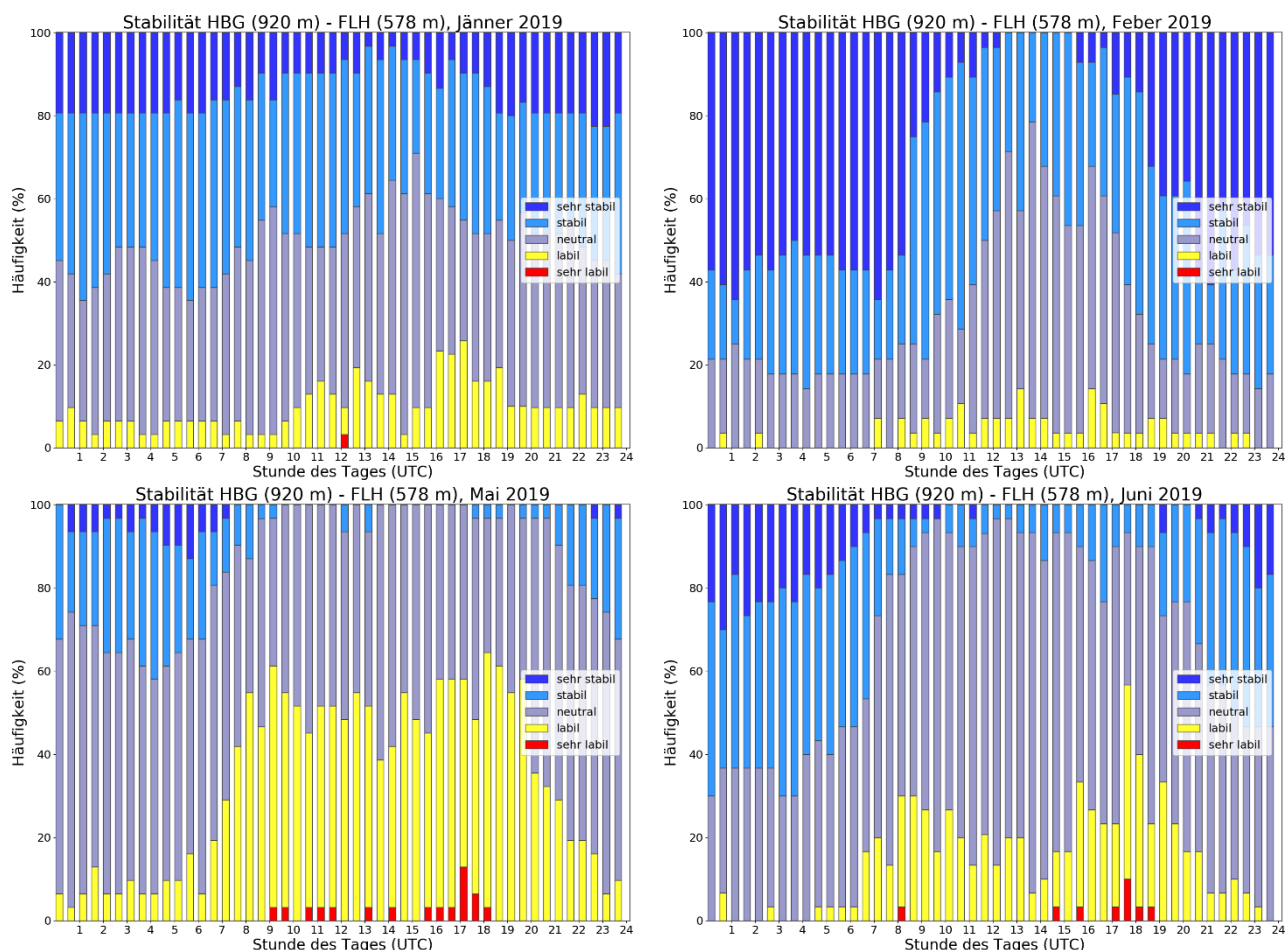 Stabilität HBG (920 m) - FLH (578 m), Jänner 2019
100
80
60
40
20
0
Häufigkeit (%)
sehr stabil
stabil
neutral
labil
sehr labil
1 2 3 4 5 6 7 8 9 10 11 12 13 14 15 16 17 18 19 20 21 22 23 24
Stunde des Tages (UTC)
Stabilität HBG (920 m) - FLH (578 m), Feber 2019
100
80
60
40
20
0
Häufigkeit (%)
sehr stabil
stabil
neutral
labil
sehr labil
1 2 3 4 5 6 7 8 9 10 11 12 13 14 15 16 17 18 19 20 21 22 23 24
Stunde des Tages (UTC)
Stabilität HBG (920 m) - FLH (578 m), Mai 2019
100
80
60
40
20
0
Häufigkeit (%)
sehr stabil
stabil
neutral
labil
sehr labil
1 2 3 4 5 6 7 8 9 10 11 12 13 14 15 16 17 18 19 20 21 22 23 24
Stunde des Tages (UTC)
Stabilität HBG (920 m) - FLH (578 m), Juni 2019
100
80
60
40
20
0
Häufigkeit (%)
sehr stabil
stabil
neutral
labil
sehr labil
1 2 3 4 5 6 7 8 9 10 11 12 13 14 15 16 17 18 19 20 21 22 23 24
Stunde des Tages (UTC)